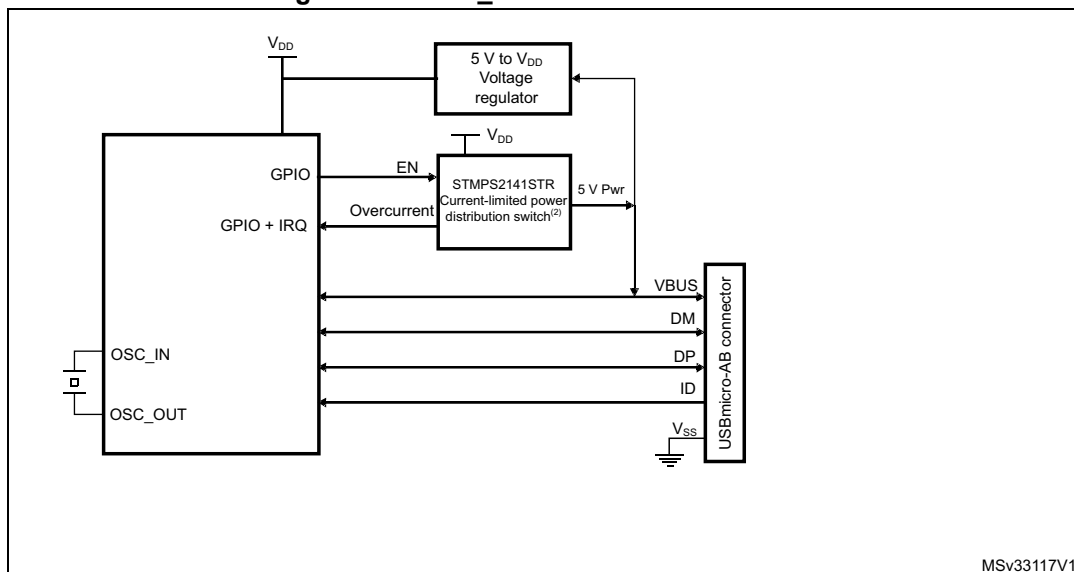 VDD
5 V to VDD
Voltage
regulator
VDD
GPIO
EN
STMPS2141STR
Current-limited power
distribution switch(2)
5 V Pwr
Overcurrent
GPIO + IRQ
VBUS
DM
DP
ID
VSS
USBmicro-AB connector
OSC_IN
OSC_OUT
MSv33117V1